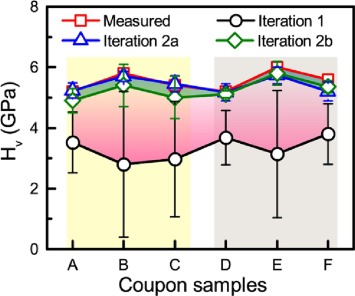 Measured Iteration 1
Iteration 2a Iteration 2b
8
6
4
2
0
Hv (GPa)
A B C D E F
Coupon samples